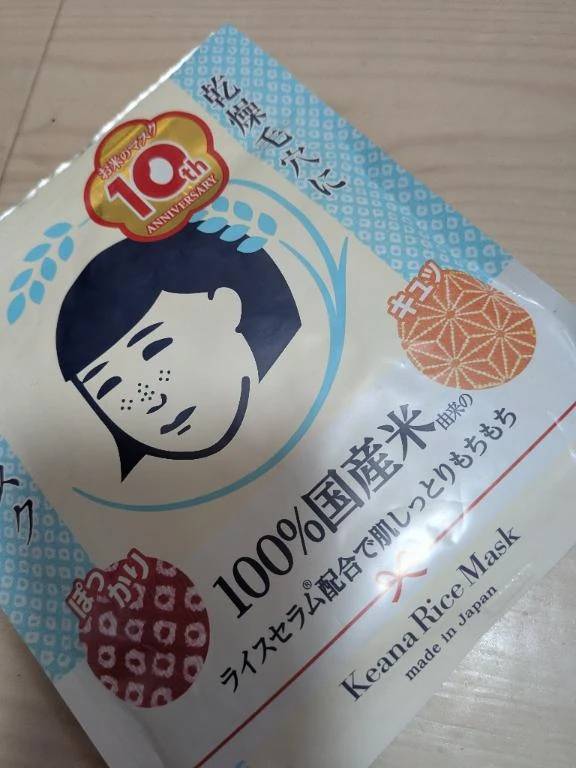 乾燥毛穴に
お米のマスク
10th
ANNIVERSARY
キュッ
ぽっかり
100%国産米由来の
ライスセラム®配合で肌しっとりもちもち
Keana Rice Mask
made in Japan
スク